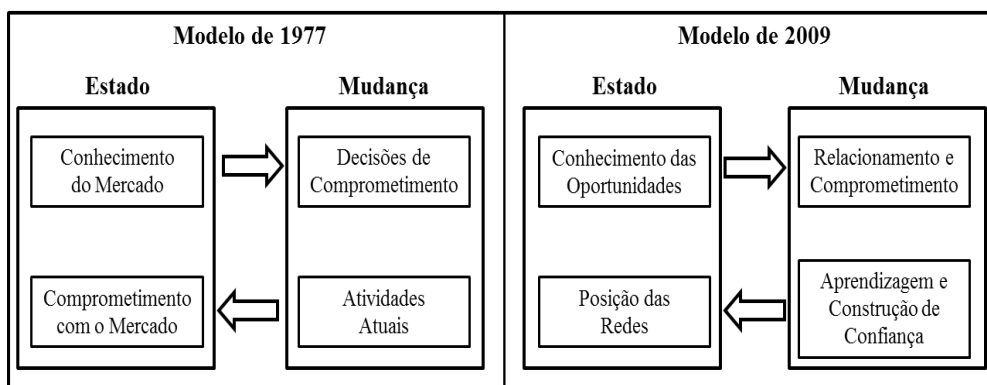 Modelo de 1977
Estado
Mudança
Conhecimento
do Mercado
Decisões de
Comprometimento
Comprometimento
com o Mercado
Atividades
Atuais
Modelo de 2009
Estado
Mudança
Conhecimento das
Oportunidades
Relacionamento e
Comprometimento
Posição das
Redes
Aprendizagem e
Construção de
Confiança